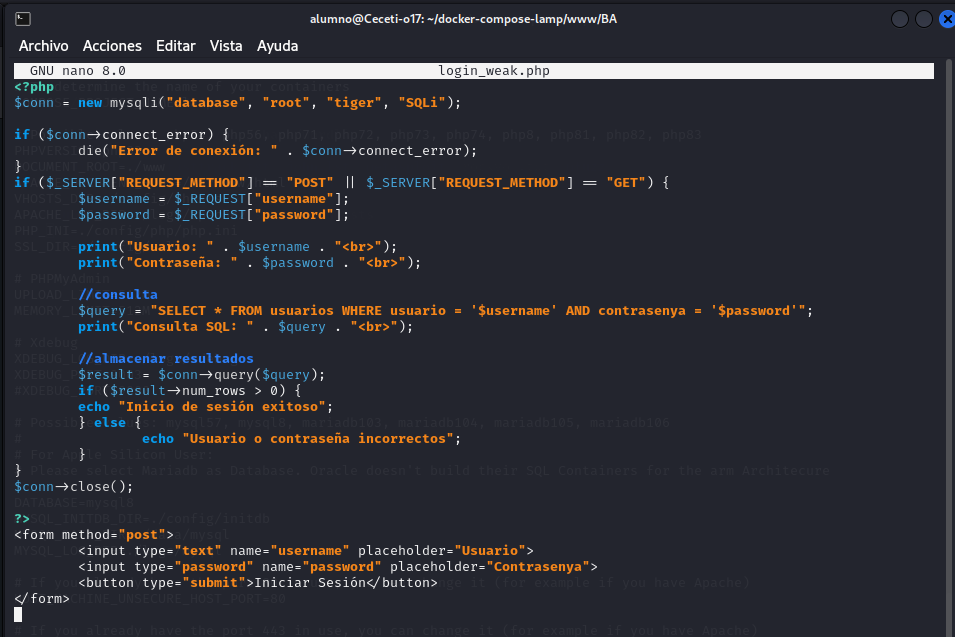 alumno@Ceceti-o17: ~/docker-compose-lamp/www/BA
Archivo Acciones Editar Vista Ayuda
GNU nano 8.0 login_weak.php
<?php
$conn = new mysqli("database", "root", "tiger", "SQLi");
if ($conn->connect_error) {
die("Error de conexión: " . $conn->connect_error);
}
if ($_SERVER["REQUEST_METHOD"] == "POST" || $_SERVER["REQUEST_METHOD"] == "GET") {
$username = $_REQUEST["username"];
$password = $_REQUEST["password"];
print("Usuario: " . $username . "<br>");
print("Contraseña: " . $password . "<br>");
//consulta
$query = "SELECT * FROM usuarios WHERE usuario = '$username' AND contrasenya = '$password'";
print("Consulta SQL: " . $query . "<br>");
//almacenar resultados
$result = $conn->query($query);
if ($result->num_rows > 0) {
echo "Inicio de sesión exitoso";
} else {
echo "Usuario o contraseña incorrectos";
}
}
$conn->close();
?>
<form method="post">
<input type="text" name="username" placeholder="Usuario">
<input type="password" name="password" placeholder="Contrasenya">
<button type="submit">Iniciar Sesión</button>
</form>